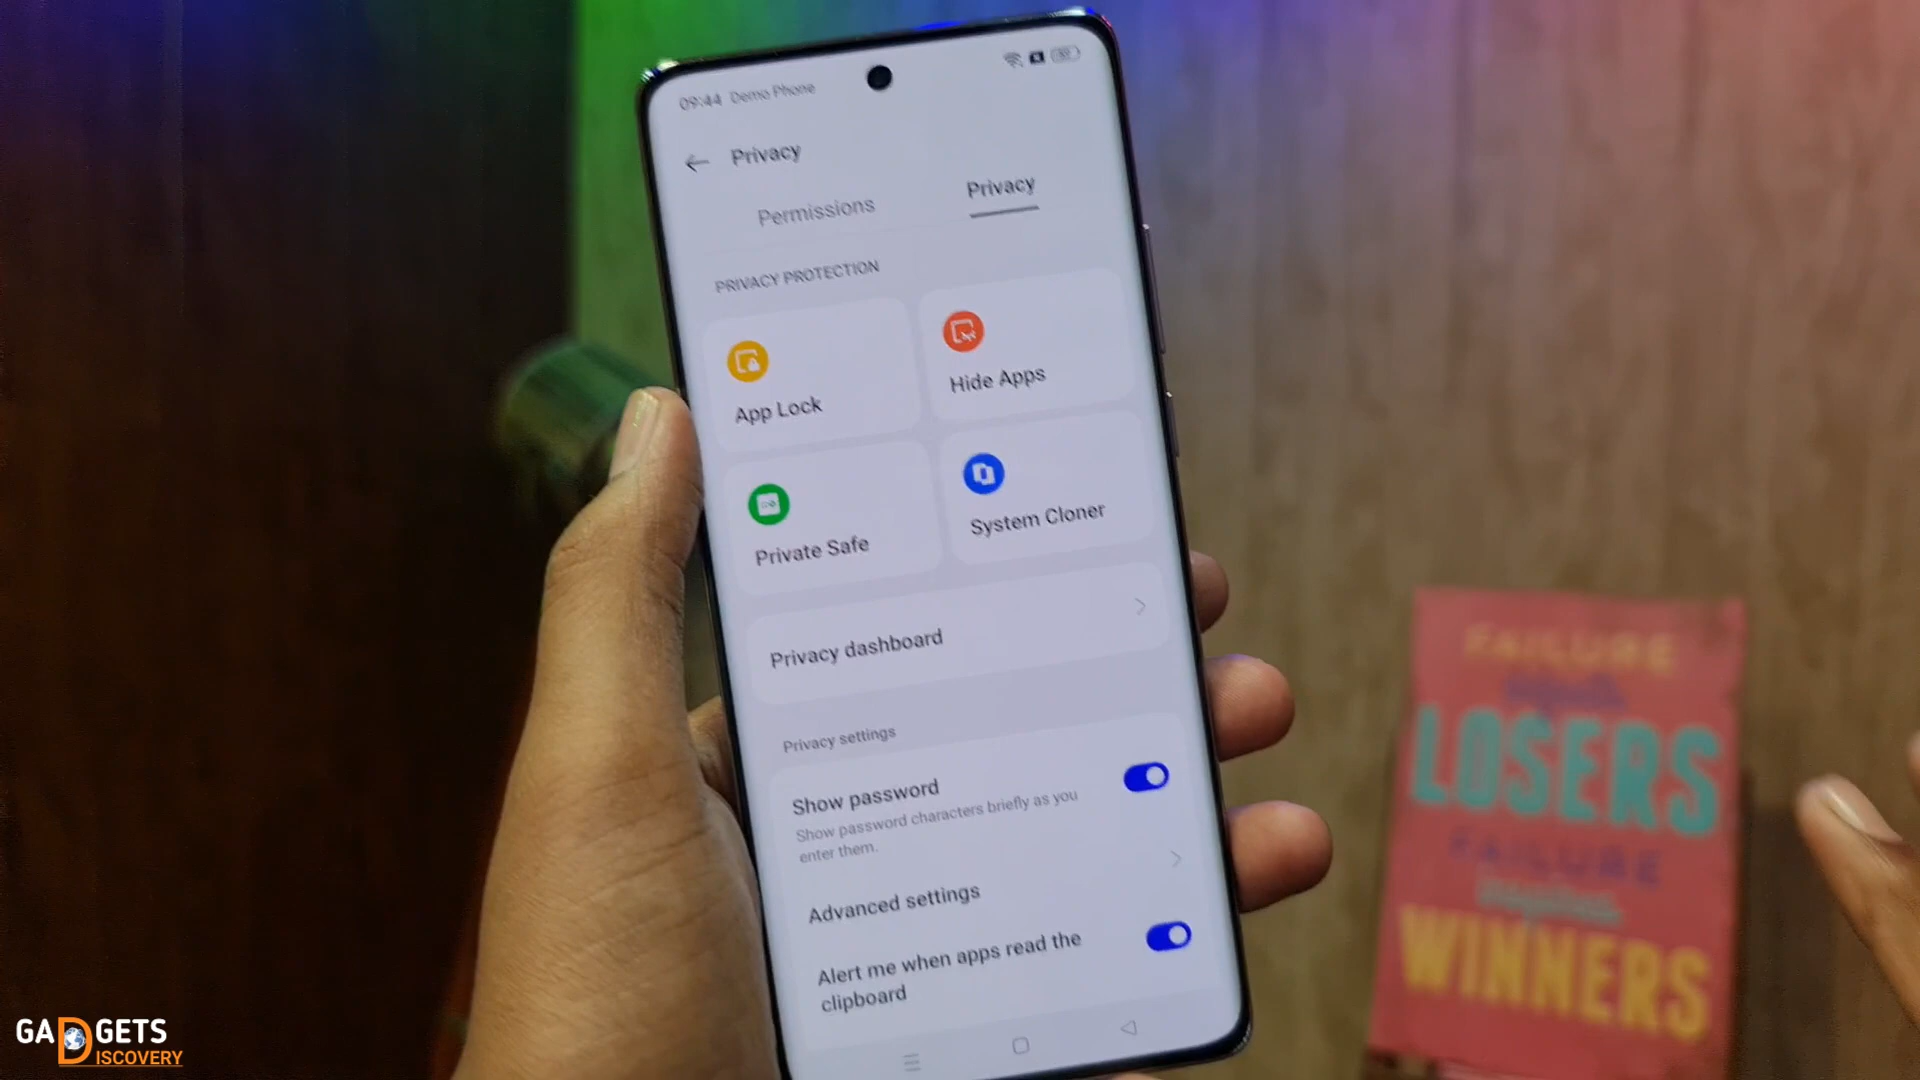 09:44 Demo Phone
Privacy
Permissions
Privacy
PRIVACY PROTECTION
App Lock
Hide Apps
Private Safe
System Cloner
Privacy dashboard
Privacy settings
Show password
Show password characters briefly as you
enter them.
Advanced settings
Alert me when apps read the
clipboard
FAILURE
LOSERS
FAILURE
WINNERS
GADGETS
DISCOVERY